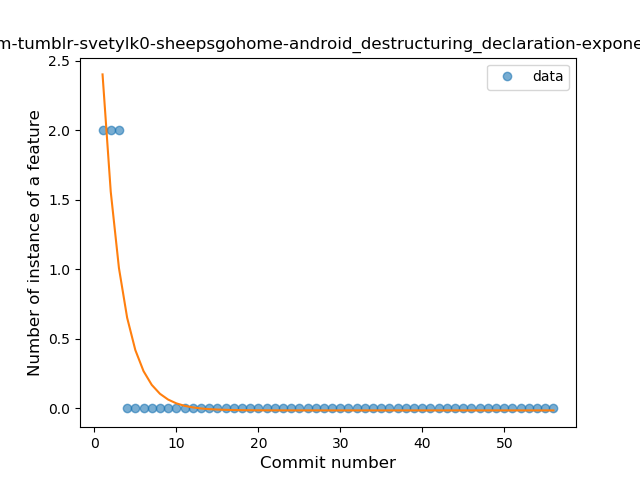 m-tumblr-svetylk0-sheepsgohome-android_destructuring_declaration-expone
data
Number of instance of a feature
2.5
2.0
1.5
1.0
0.5
0.0
0 10 20 30 40 50
Commit number